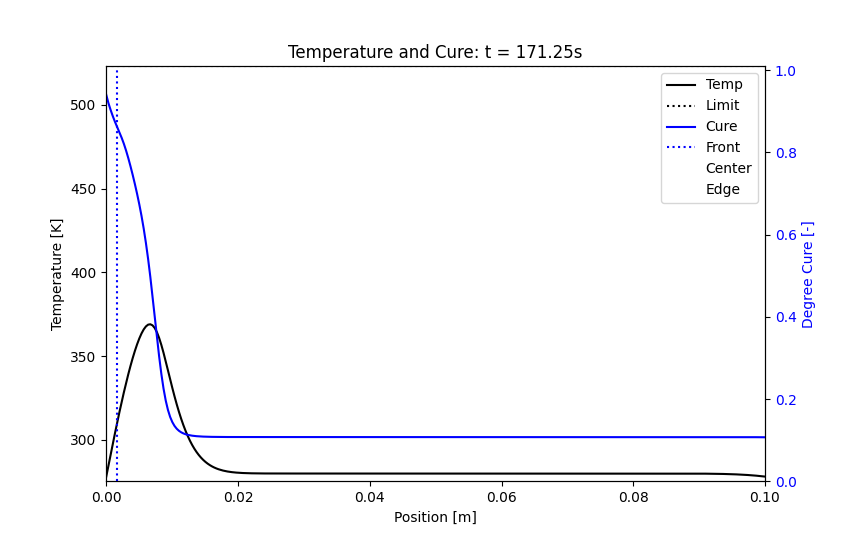 Temperature and Cure: t = 171.25s
Temp
Limit
Cure
Front
Center
Edge
500
450
400
350
300
Temperature [K]
1.0
0.8
0.6
0.4
0.2
0.0
Degree Cure [-]
0.00 0.02 0.04 0.06 0.08 0.10
Position [m]